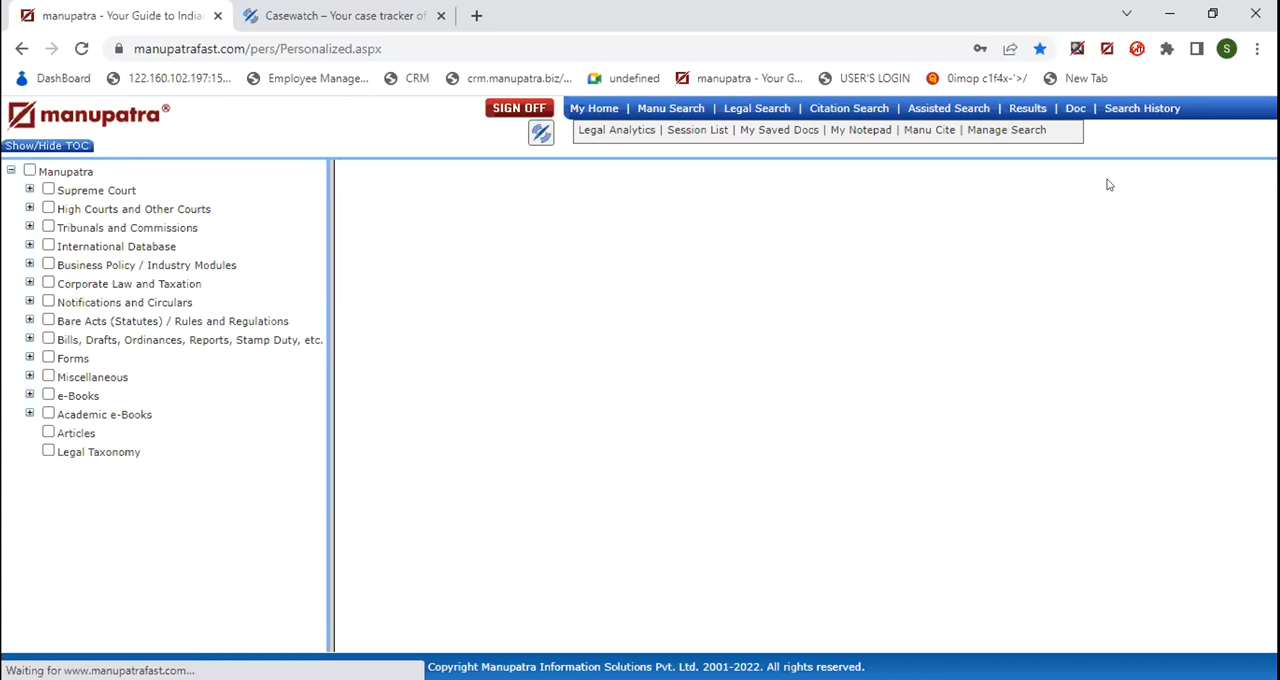 manupatra - Your Guide to India
Casewatch – Your case tracker of
manupatrafast.com/pers/Personalized.aspx
S
DashBoard
122.160.102.197:15...
Employee Manage...
CRM
crm.manupatra.biz/...
undefined
manupatra - Your G...
USER'S LOGIN
0imop c1f4x-'>/
New Tab
manupatra®
SIGN OFF
My Home | Manu Search | Legal Search | Citation Search | Assisted Search | Results | Doc | Search History
Legal Analytics | Session List | My Saved Docs | My Notepad | Manu Cite | Manage Search
Show/Hide TOC
Manupatra
Supreme Court
High Courts and Other Courts
Tribunals and Commissions
International Database
Business Policy / Industry Modules
Corporate Law and Taxation
Notifications and Circulars
Bare Acts (Statutes) / Rules and Regulations
Bills, Drafts, Ordinances, Reports, Stamp Duty, etc.
Forms
Miscellaneous
e-Books
Academic e-Books
Articles
Legal Taxonomy
Waiting for www.manupatrafast.com...
Copyright Manupatra Information Solutions Pvt. Ltd. 2001-2022. All rights reserved.